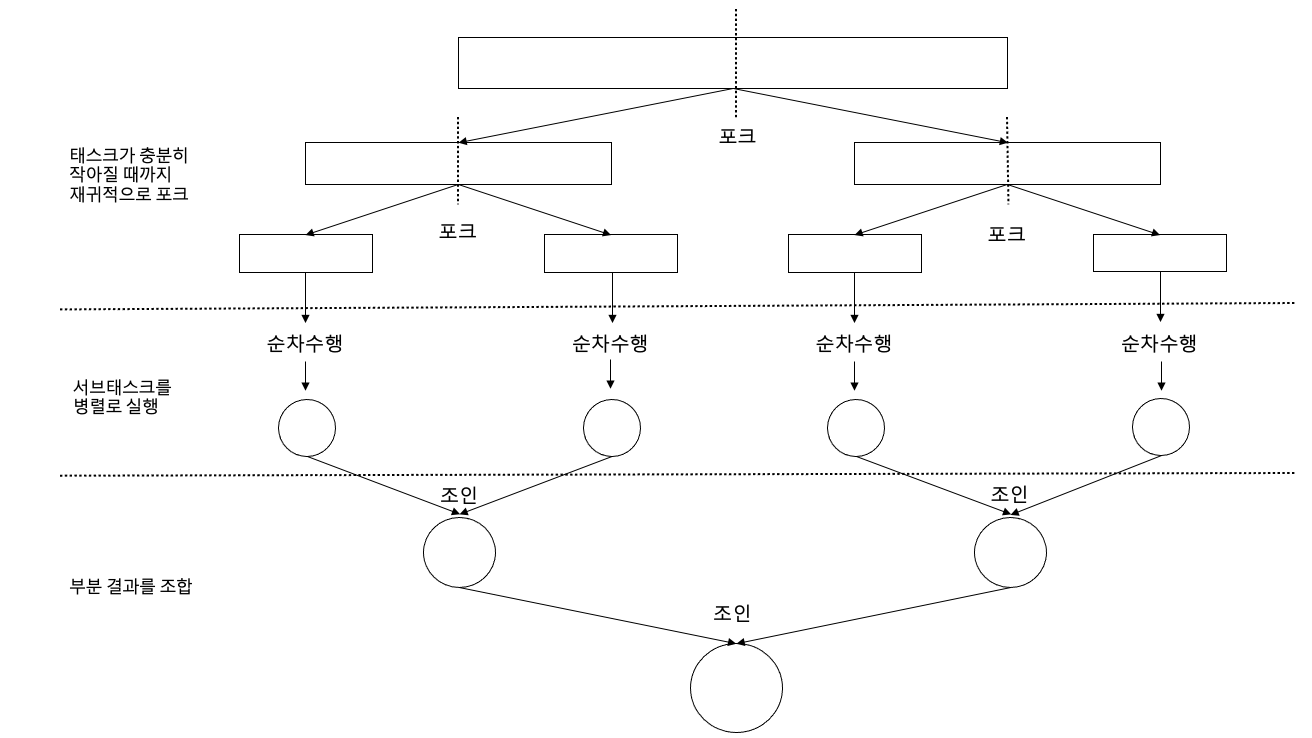 포크
태스크가 충분히
작아질 때까지
재귀적으로 포크
포크
포크
순차수행
순차수행
순차수행
순차수행
서브태스크를
병렬로 실행
조인
조인
부분 결과를 조합
조인